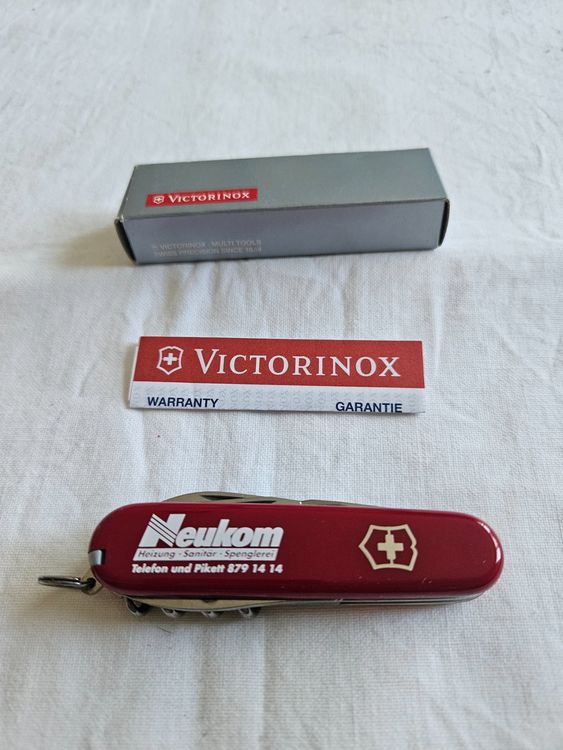 VICTORINOX
VICTORINOX · MULTI TOOLS
SWISS PRECISION SINCE 1884
VICTORINOX
WARRANTY GARANTIE
Neukom
Heizung · Sanitär · Spenglerei
Telefon und Pikett 879 14 14